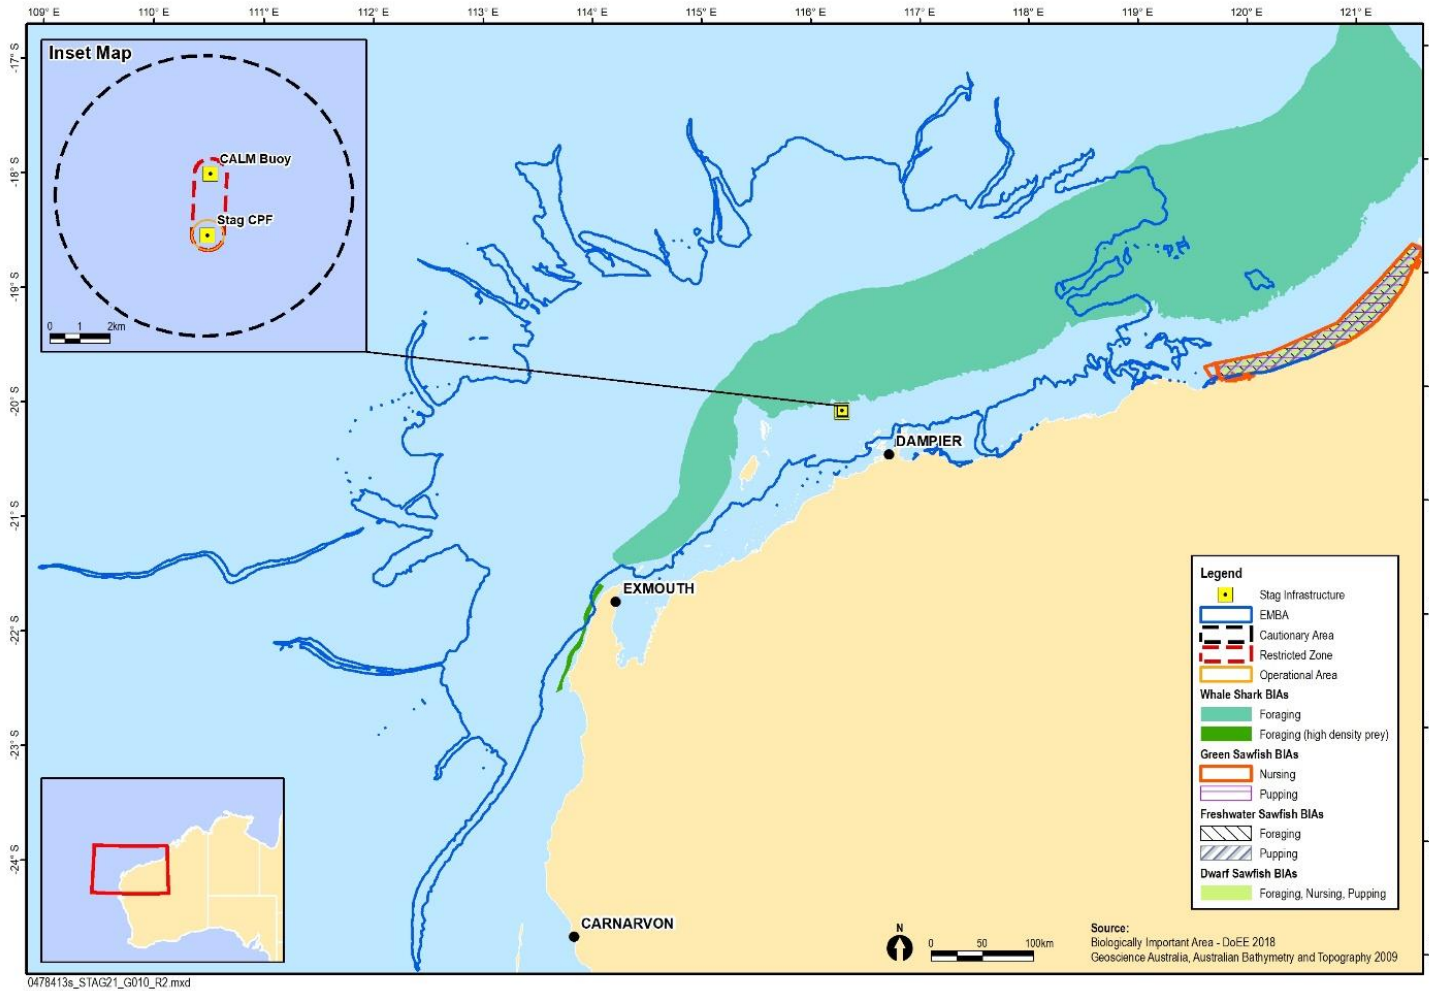 109° E 110° E 111° E 112° E 113° E 114° E 115° E 116° E 117° E 118° E 119° E 120° E 121° E
-17° S
-18° S
-19° S
-20° S
-21° S
-22° S
-23° S
-24° S
Inset Map
CALM Buoy
Stag CPF
0 1 2km
DAMPIER
EXMOUTH
CARNARVON
Legend
Stag Infrastructure
EMBA
Cautionary Area
Restricted Zone
Operational Area
Whale Shark BIAs
Foraging
Foraging (high density prey)
Green Sawfish BIAs
Nursing
Pupping
Freshwater Sawfish BIAs
Foraging
Pupping
Dwarf Sawfish BIAs
Foraging, Nursing, Pupping
N
0 50 100km
Source:
Biologically Important Area - DoEE 2018
Geoscience Australia, Australian Bathymetry and Topography 2009
0478413s_STAG21_G010_R2.mxd